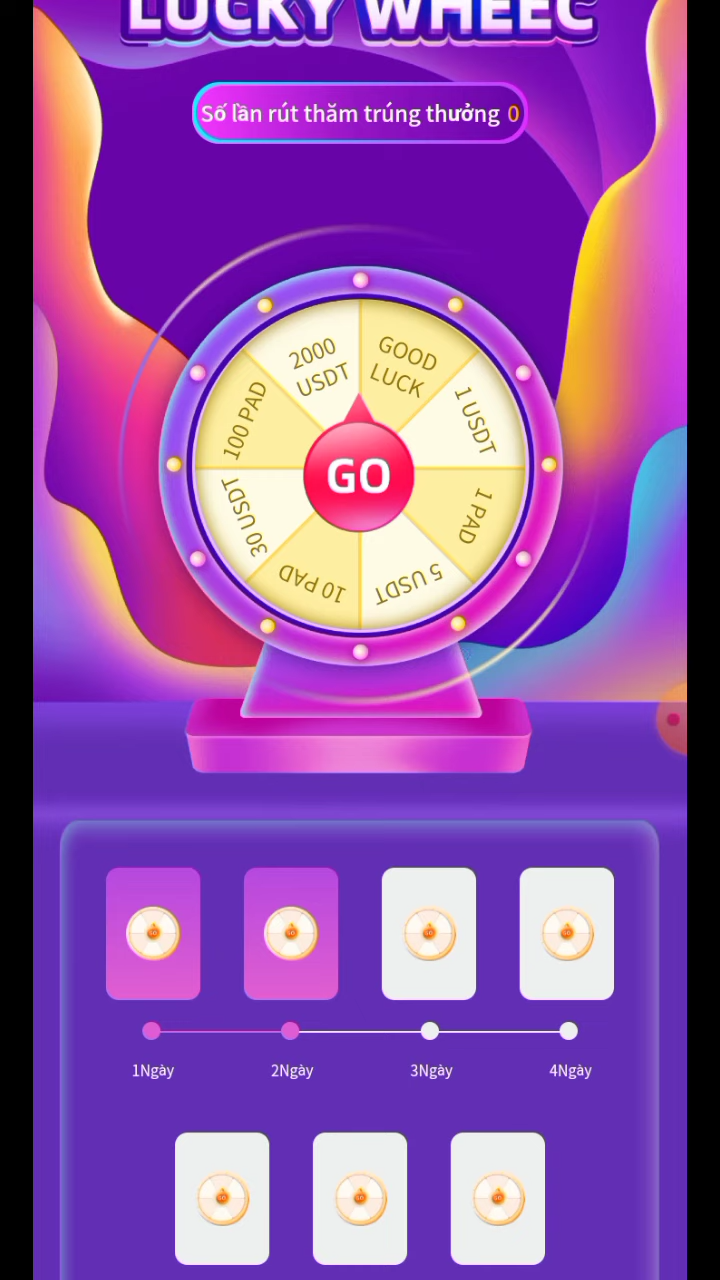 LUCKY WHEEC
Số lần rút thăm trúng thưởng 0
2000
USDT
GOOD
LUCK
1 USDT
1 PAD
5 USDT
10 PAD
30 USDT
100 PAD
GO
1Ngày
2Ngày
3Ngày
4Ngày